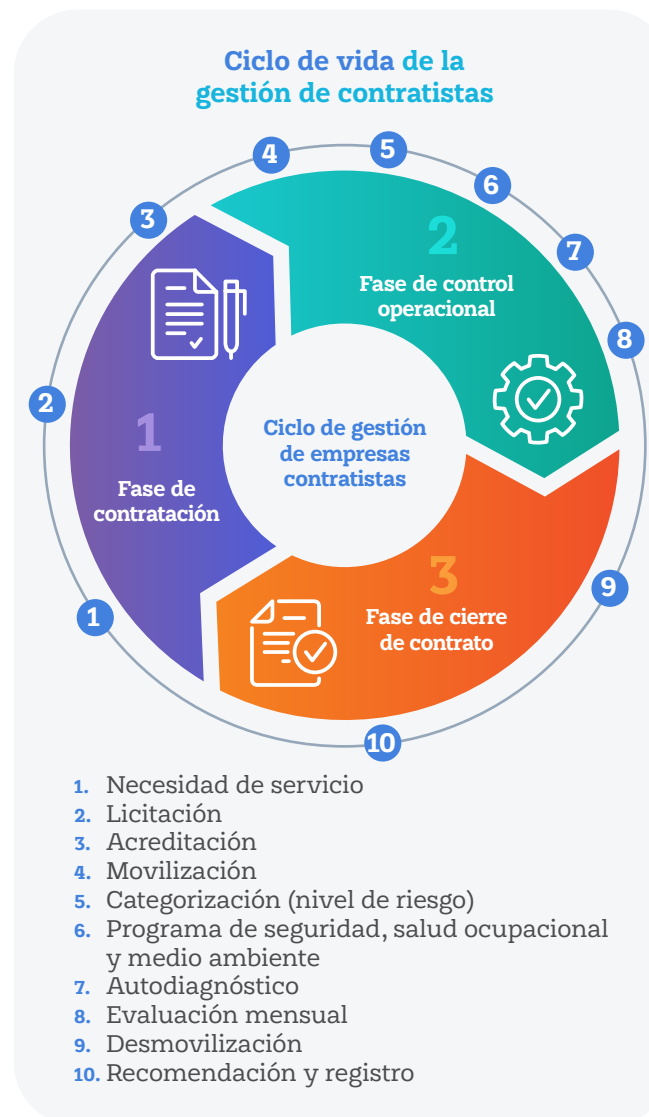 Ciclo de vida de la
gestión de contratistas
4
5
6
3
7
2
Fase de control
operacional
8
2
1
Fase de
contratación
Ciclo de gestión
de empresas
contratistas
3
Fase de cierre
de contrato
9
1
10
1. Necesidad de servicio
2. Licitación
3. Acreditación
4. Movilización
5. Categorización (nivel de riesgo)
6. Programa de seguridad, salud ocupacional
y medio ambiente
7. Autodiagnóstico
8. Evaluación mensual
9. Desmovilización
10. Recomendación y registro